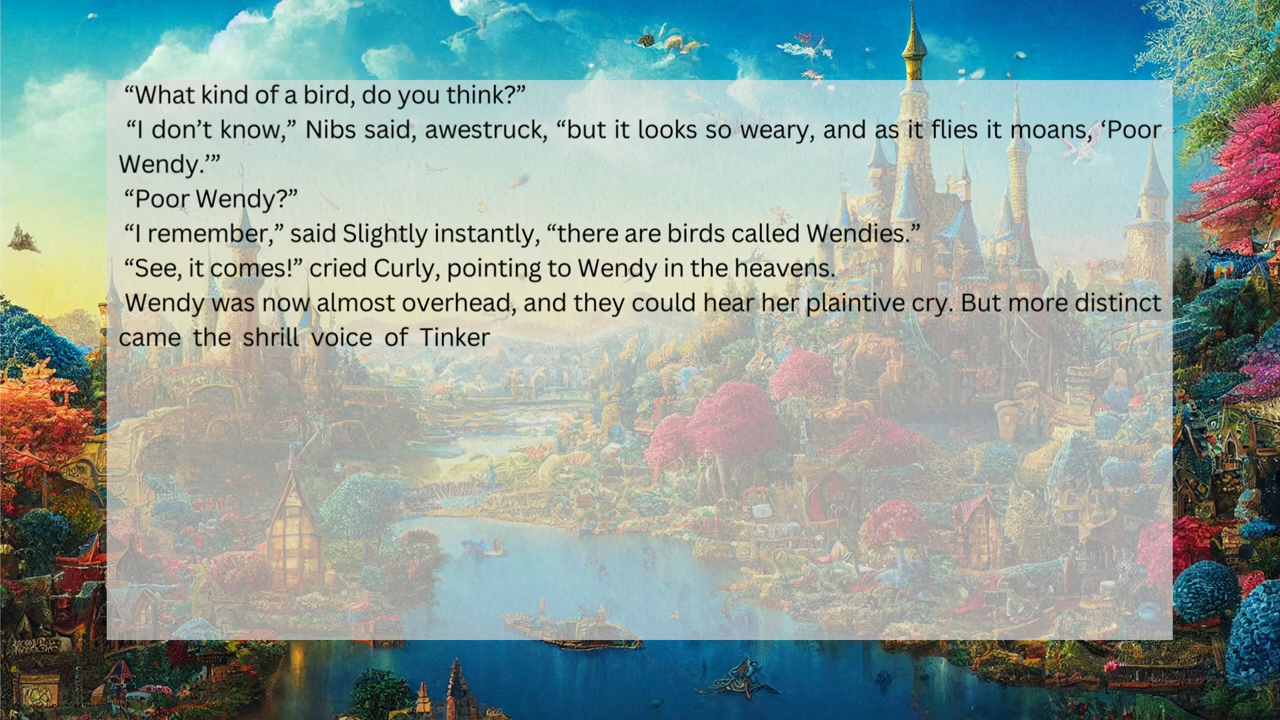 “What kind of a bird, do you think?”
“I don’t know,” Nibs said, awestruck, “but it looks so weary, and as it flies it moans, ‘Poor
Wendy.’”
“Poor Wendy?”
“I remember,” said Slightly instantly, “there are birds called Wendies.”
“See, it comes!” cried Curly, pointing to Wendy in the heavens.
Wendy was now almost overhead, and they could hear her plaintive cry. But more distinct
came the shrill voice of Tinker